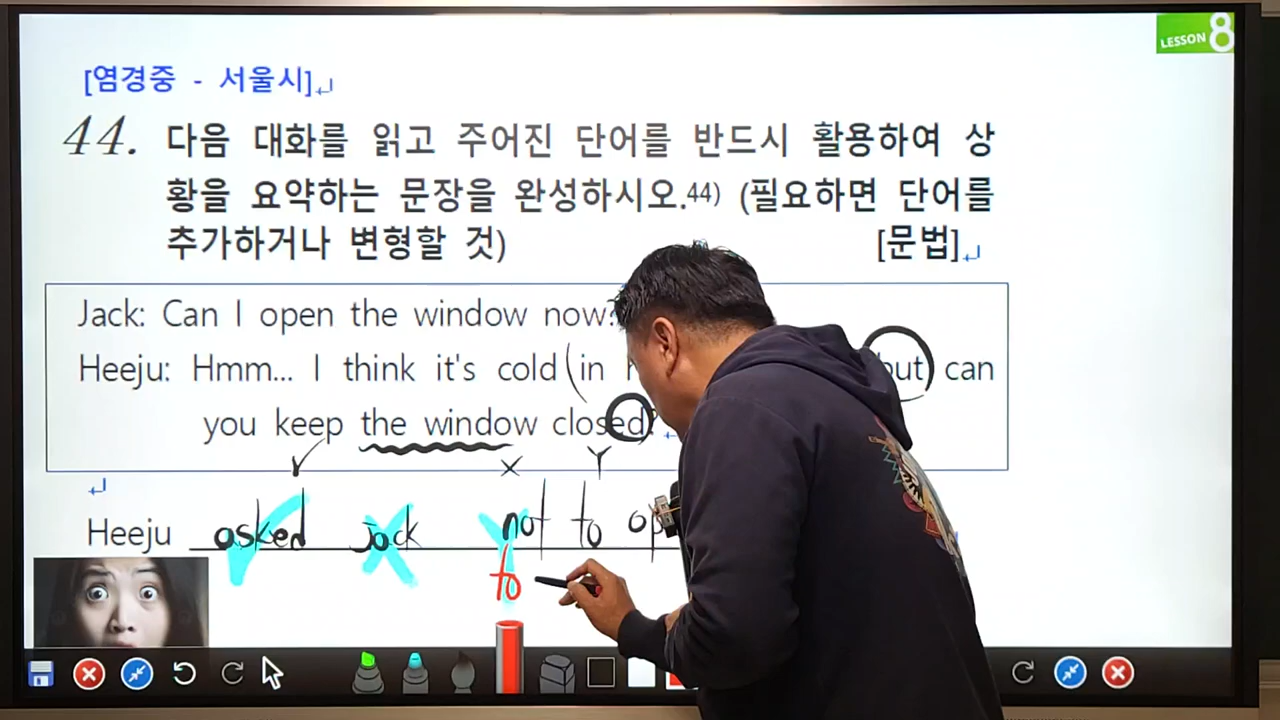 LESSON 8
[염경중 - 서울시]
44. 다음 대화를 읽고 주어진 단어를 반드시 활용하여 상
황을 요약하는 문장을 완성하시오.44) (필요하면 단어를
추가하거나 변형할 것) [문법]
Jack: Can I open the window now?
Heeju: Hmm... I think it's cold (in but) can
you keep the window closed?
X Y
Heeju asked jack not to op
to